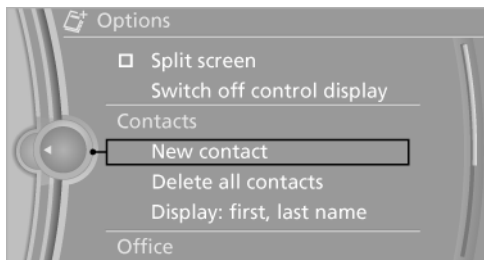 Options
Split screen
Switch off control display
Contacts
New contact
Delete all contacts
Display: first, last name
Office